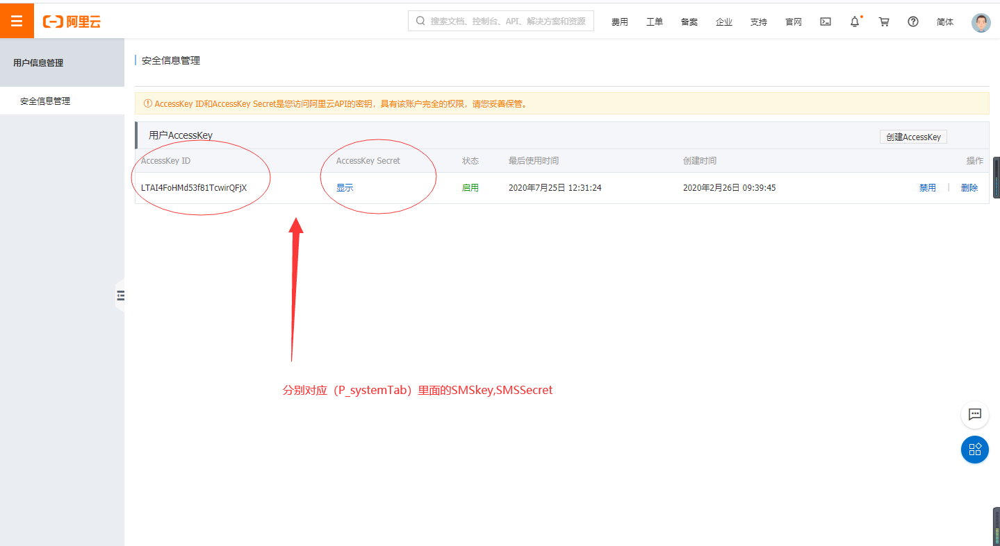 阿里云
搜索文档、控制台、API、解决方案和资源
费用 工单 备案 企业 支持 官网 简体
用户信息管理
安全信息管理
安全信息管理
AccessKey ID和AccessKey Secret是您访问阿里云API的密钥，具有该账户完全的权限，请您妥善保管。
用户AccessKey 创建AccessKey
AccessKey ID AccessKey Secret 状态 最后使用时间 创建时间 操作
LTAI4FoHMd53f81TcwirQFjX 显示 启用 2020年7月25日 12:31:24 2020年2月26日 09:39:45 禁用 | 删除
分别对应（P_systemTab）里面的SMSkey,SMSSecret